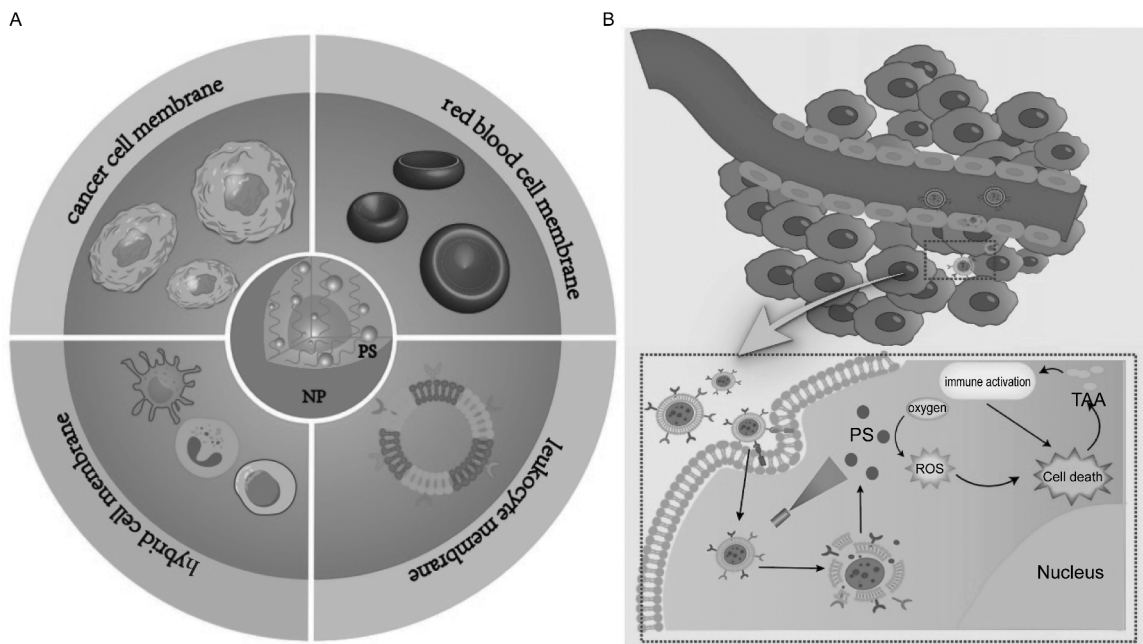 A
B
cancer cell membrane
red blood cell membrane
PS
NP
hybrid cell membrane
leukocyte membrane
immune activation
TAA
oxygen
PS
ROS
Cell death
Nucleus